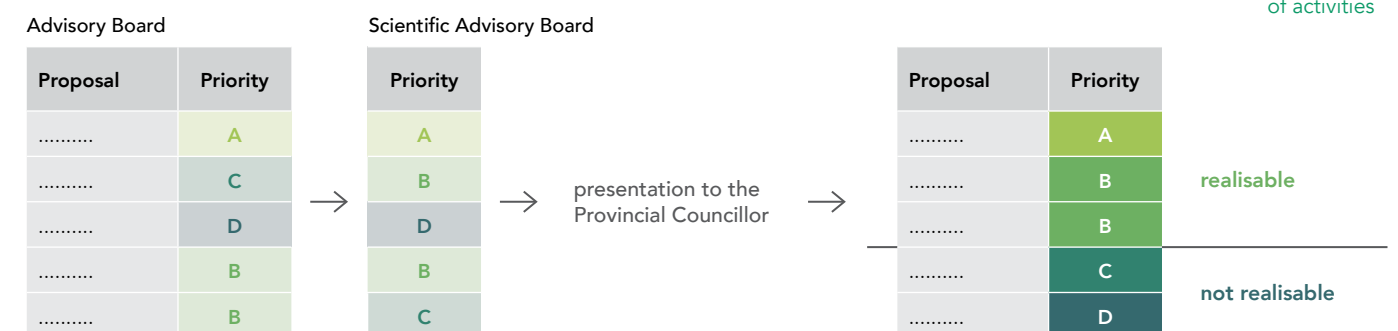 of activities
Advisory Board
Scientific Advisory Board
Proposal Priority
Priority
Proposal Priority
.......... A
A
.......... A
.......... C
B
.......... B
realisable
.......... D
D
.......... B
presentation to the
Provincial Councillor
.......... B
B
.......... C
not realisable
.......... B
C
.......... D